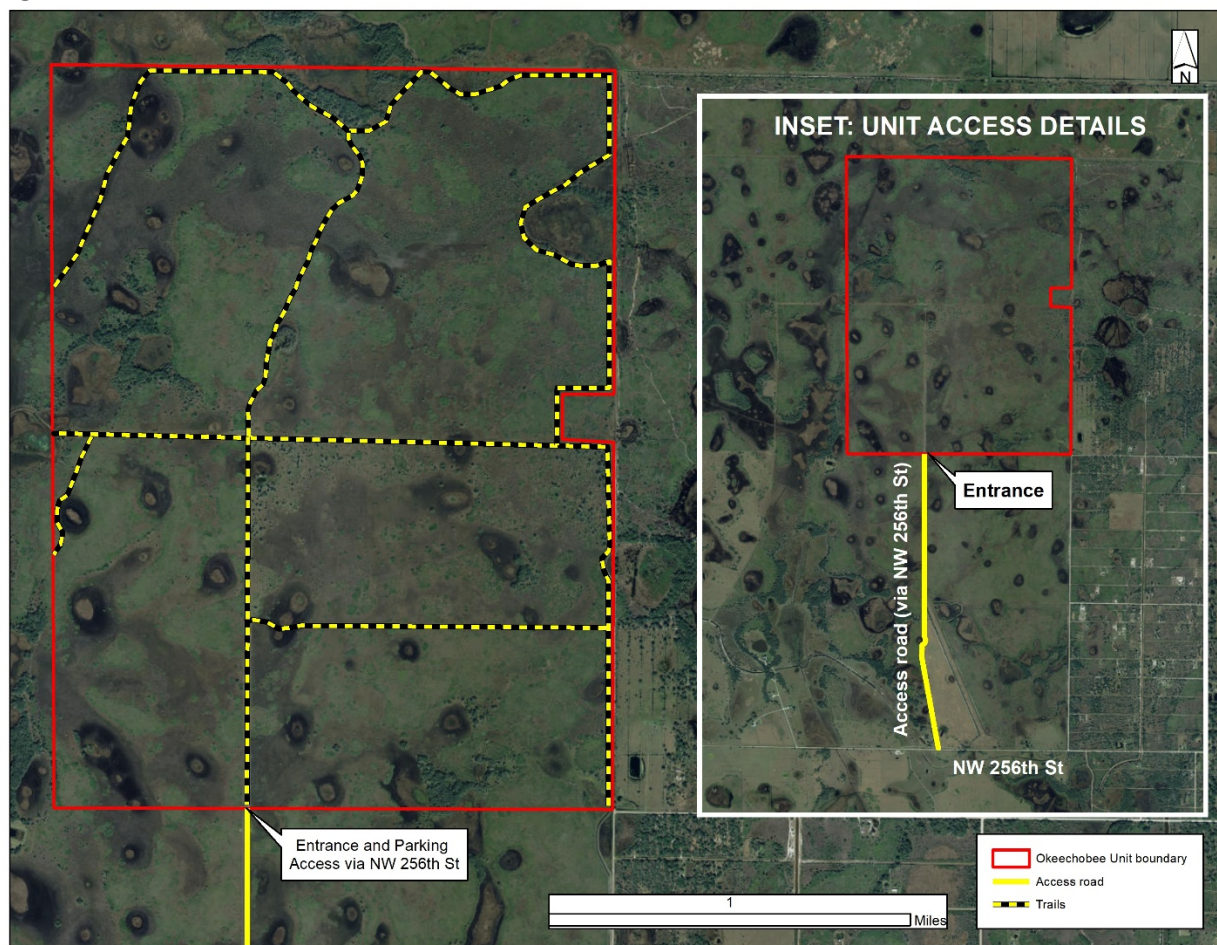 N
INSET: UNIT ACCESS DETAILS
Entrance
Access road (via NW 256th St)
NW 256th St
Entrance and Parking
Access via NW 256th St
1
Miles
Okeechobee Unit boundary
Access road
Trails